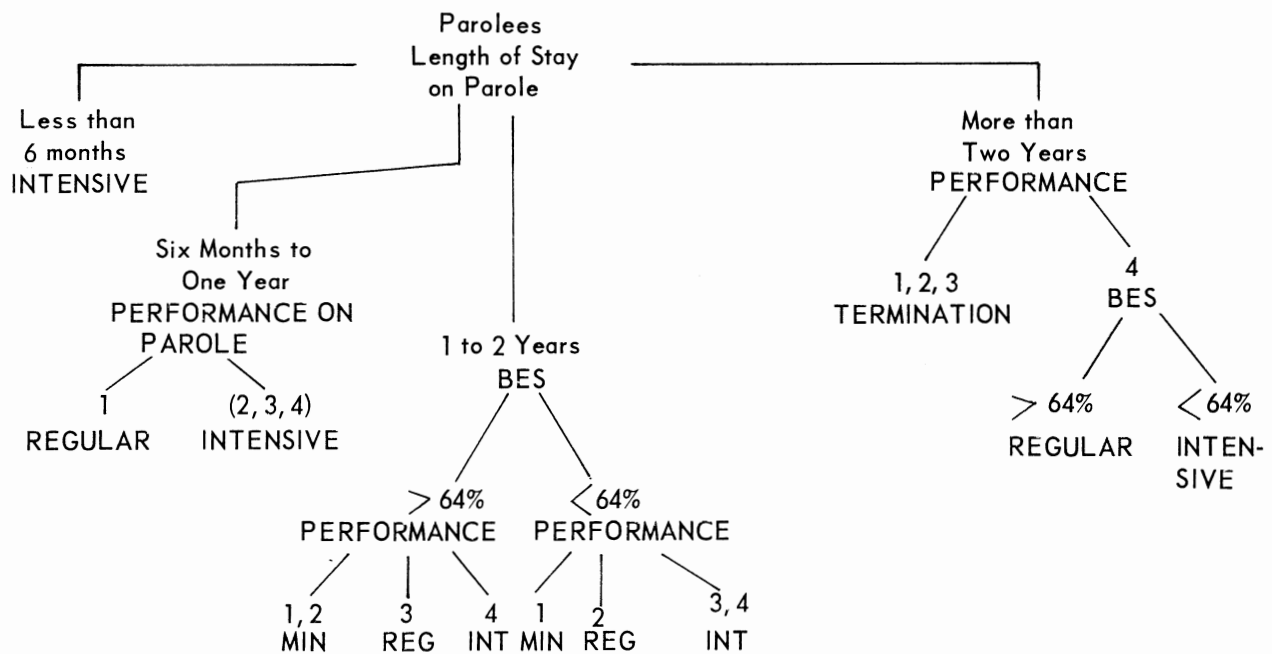 Parolees
Length of Stay
on Parole
Less than
6 months
INTENSIVE
Six Months to
One Year
PERFORMANCE ON
PAROLE
1
REGULAR
(2, 3, 4)
INTENSIVE
1 to 2 Years
BES
> 64%
PERFORMANCE
1, 2
MIN
3
REG
4
INT
< 64%
PERFORMANCE
1
MIN
2
REG
3, 4
INT
More than
Two Years
PERFORMANCE
1, 2, 3
TERMINATION
4
BES
> 64%
REGULAR
< 64%
INTEN-
SIVE